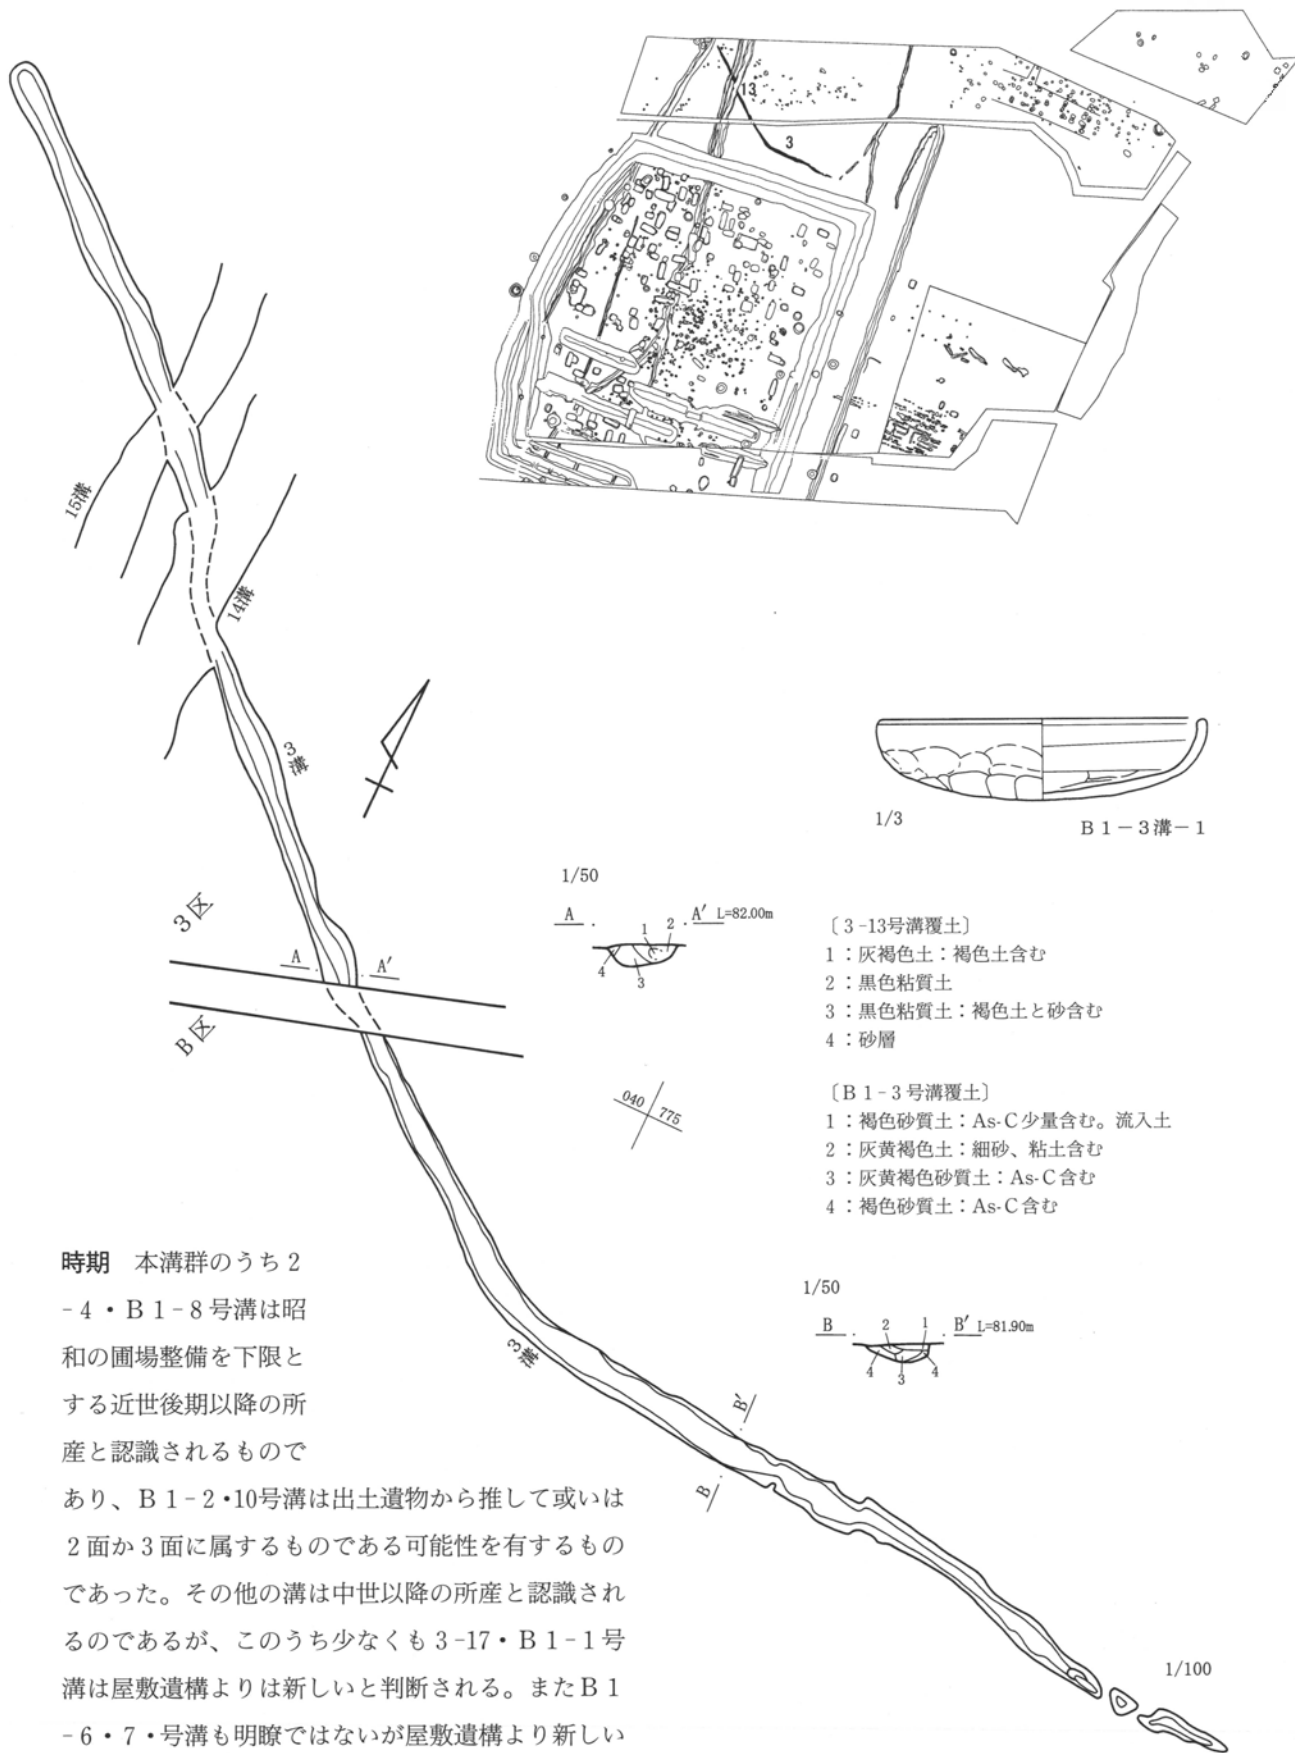 13
3
15溝
14溝
3溝
1/3
B1-3溝-1
1/50
A A′ L=82.00m
1 2
4 3
〔3-13号溝覆土〕
1：灰褐色土：褐色土含む
2：黒色粘質土
3：黒色粘質土：褐色土と砂含む
4：砂層
3区
A A′
B区
040 775
〔B1-3号溝覆土〕
1：褐色砂質土：As-C少量含む。流入土
2：灰黄褐色土：細砂、粘土含む
3：灰黄褐色砂質土：As-C含む
4：褐色砂質土：As-C含む
1/50
B B′ L=81.90m
2 1
4 3 4
3溝
B′
B
時期　本溝群のうち2
-4・B1-8号溝は昭
和の圃場整備を下限と
する近世後期以降の所
産と認識されるもので
あり、B1-2・10号溝は出土遺物から推して或いは
2面か3面に属するものである可能性を有するもの
であった。その他の溝は中世以降の所産と認識され
るのであるが、このうち少なくも3-17・B1-1号
溝は屋敷遺構よりは新しいと判断される。またB1
-6・7・号溝も明瞭ではないが屋敷遺構より新しい
1/100